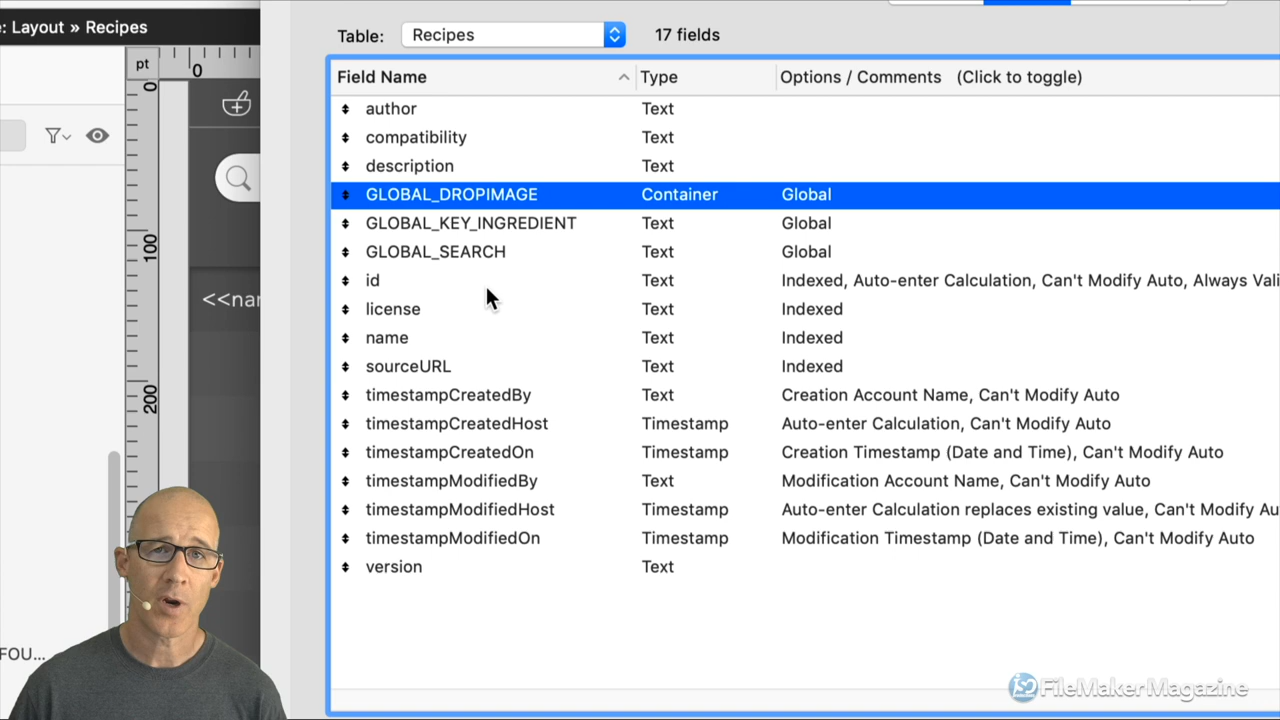 : Layout » Recipes
Table: Recipes 17 fields
pt
0
0
100
200
<<nar
FOU...
Field Name Type Options / Comments (Click to toggle)
author Text
compatibility Text
description Text
GLOBAL_DROPIMAGE Container Global
GLOBAL_KEY_INGREDIENT Text Global
GLOBAL_SEARCH Text Global
id Text Indexed, Auto-enter Calculation, Can't Modify Auto, Always Vali
license Text Indexed
name Text Indexed
sourceURL Text Indexed
timestampCreatedBy Text Creation Account Name, Can't Modify Auto
timestampCreatedHost Timestamp Auto-enter Calculation, Can't Modify Auto
timestampCreatedOn Timestamp Creation Timestamp (Date and Time), Can't Modify Auto
timestampModifiedBy Text Modification Account Name, Can't Modify Auto
timestampModifiedHost Timestamp Auto-enter Calculation replaces existing value, Can't Modify Au
timestampModifiedOn Timestamp Modification Timestamp (Date and Time), Can't Modify Auto
version Text
FileMakerMagazine